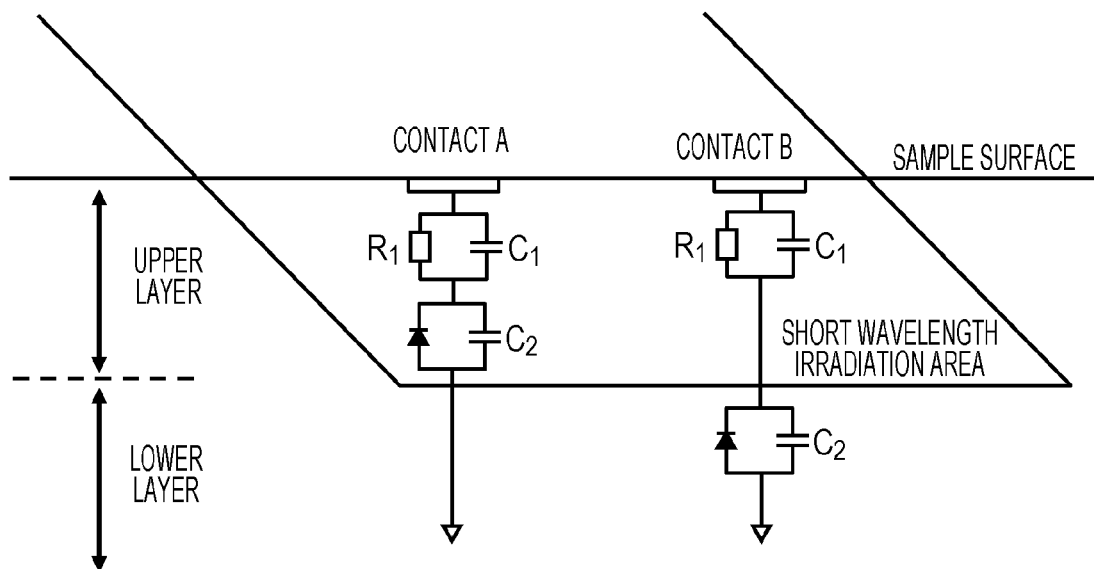 CONTACT A
CONTACT B
SAMPLE SURFACE
UPPER
LAYER
R1
C1
R1
C1
C2
SHORT WAVELENGTH
IRRADIATION AREA
LOWER
LAYER
C2